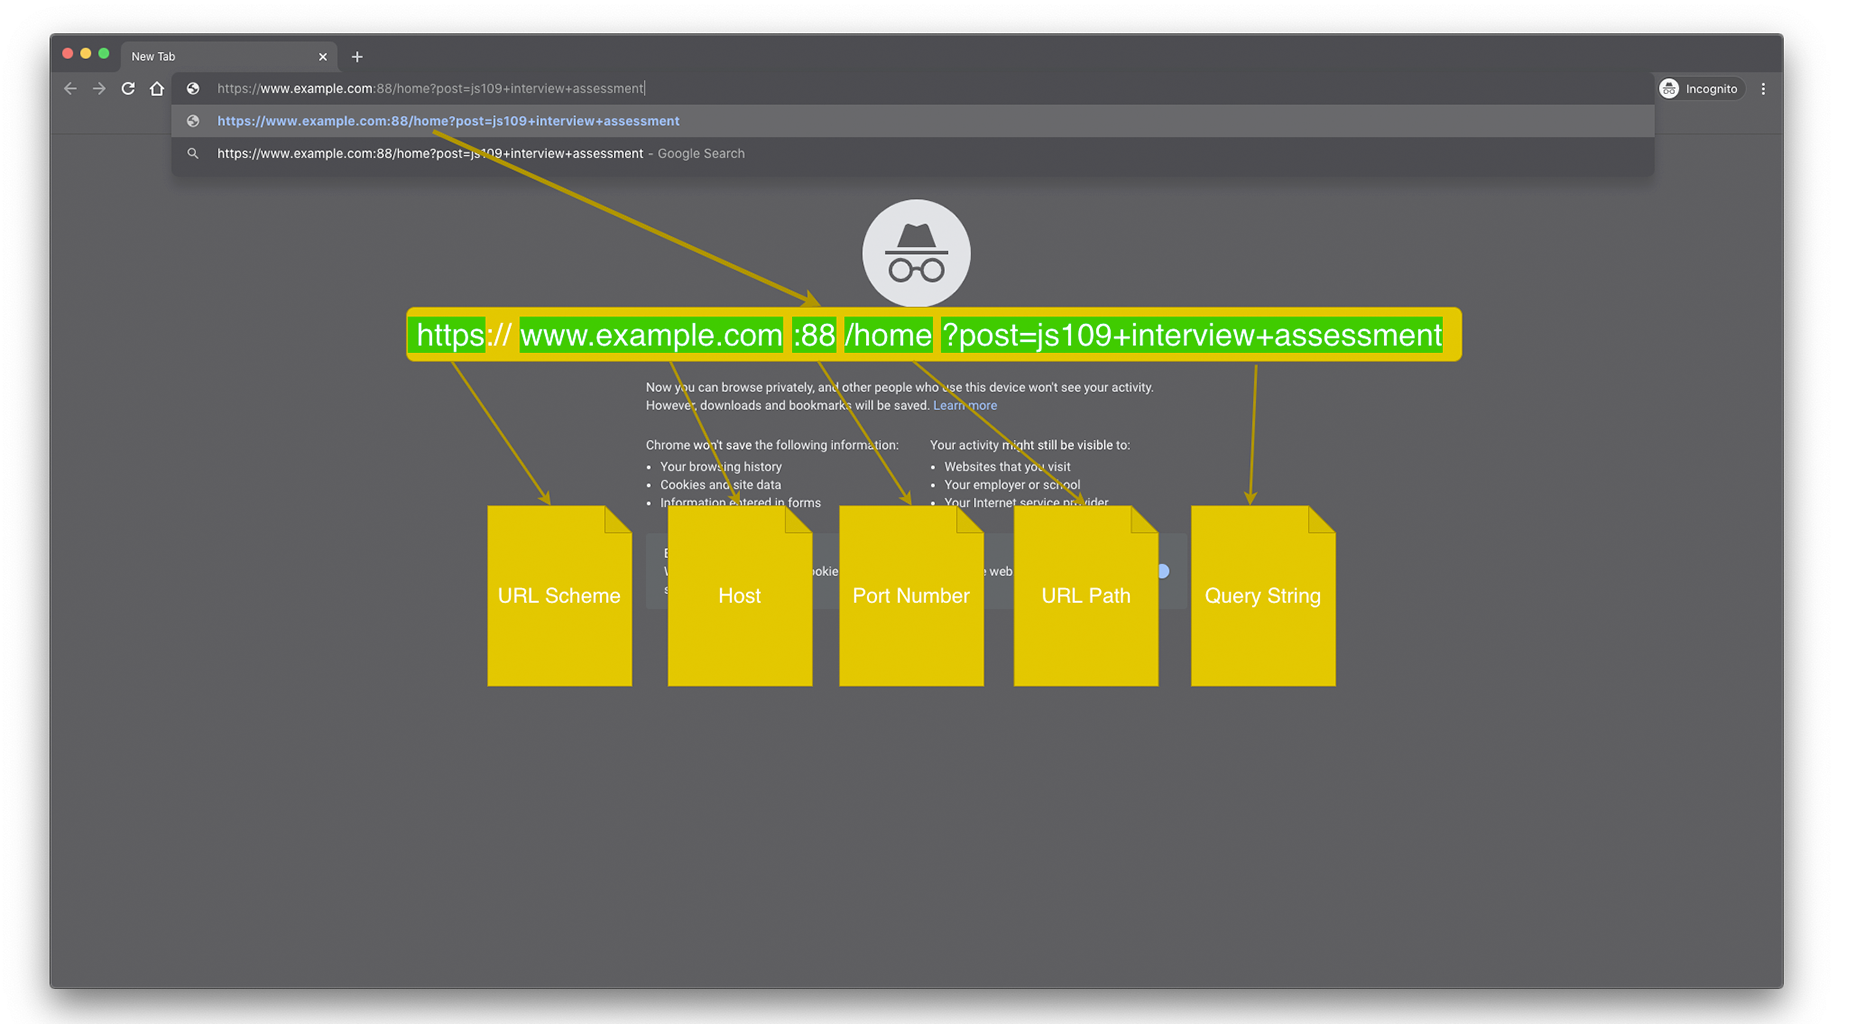 New Tab
https://www.example.com:88/home?post=js109+interview+assessment
Incognito
https://www.example.com:88/home?post=js109+interview+assessment
https://www.example.com:88/home?post=js109+interview+assessment - Google Search
https:// www.example.com :88 /home ?post=js109+interview+assessment
Now you can browse privately, and other people who use this device won't see your activity.
However, downloads and bookmarks will be saved. Learn more
Chrome won't save the following information:
Your browsing history
Cookies and site data
Information entered in forms
Your activity might still be visible to:
Websites that you visit
Your employer or school
Your Internet service provider
web
URL Scheme
Host
Port Number
URL Path
Query String